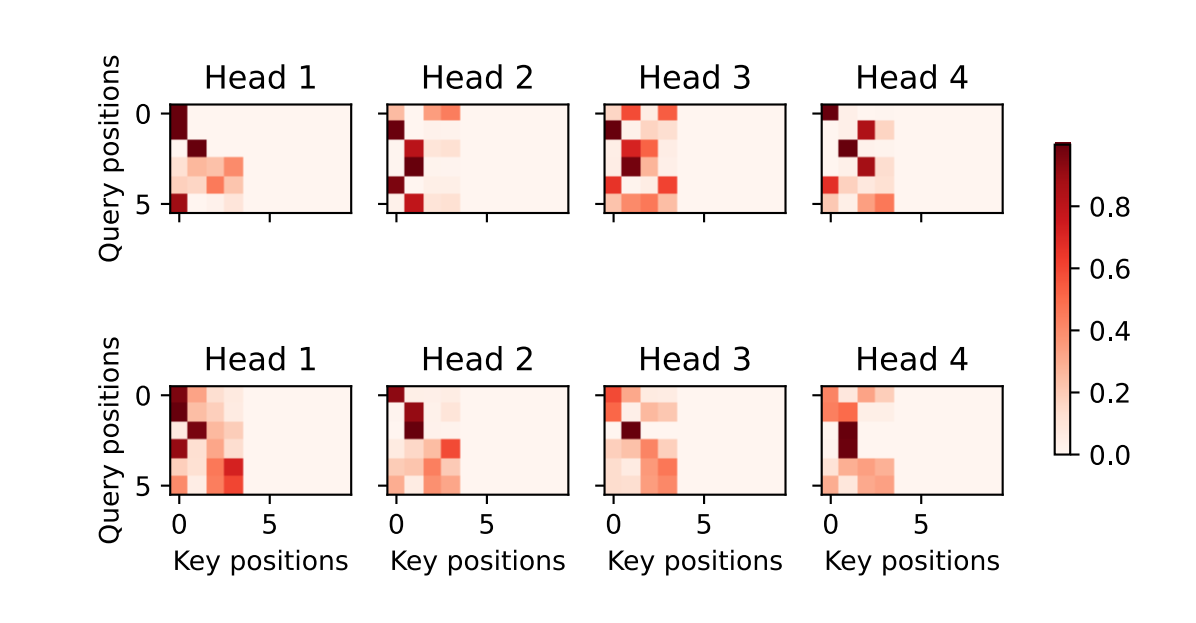 Head 1 Head 2 Head 3 Head 4
Query positions
0
5
Head 1 Head 2 Head 3 Head 4
Query positions
0
5
0 5 0 5 0 5 0 5
Key positions Key positions Key positions Key positions
0.8
0.6
0.4
0.2
0.0